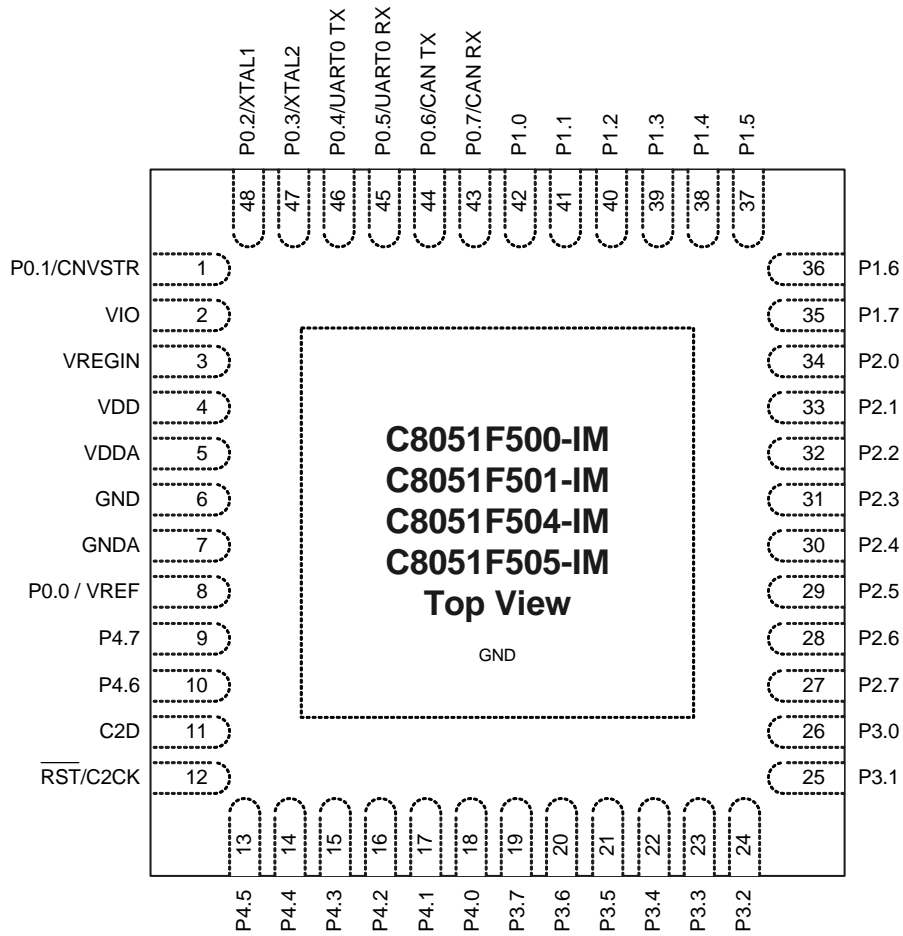 P0.2/XTAL1
P0.3/XTAL2
P0.4/UART0 TX
P0.5/UART0 RX
P0.6/CAN TX
P0.7/CAN RX
P1.0
P1.1
P1.2
P1.3
P1.4
P1.5
48
47
46
45
44
43
42
41
40
39
38
37
P0.1/CNVSTR 1
VIO 2
VREGIN 3
VDD 4
VDDA 5
GND 6
GNDA 7
P0.0 / VREF 8
P4.7 9
P4.6 10
C2D 11
RST/C2CK 12
C8051F500-IM
C8051F501-IM
C8051F504-IM
C8051F505-IM
Top View
GND
36 P1.6
35 P1.7
34 P2.0
33 P2.1
32 P2.2
31 P2.3
30 P2.4
29 P2.5
28 P2.6
27 P2.7
26 P3.0
25 P3.1
13
14
15
16
17
18
19
20
21
22
23
24
P4.5
P4.4
P4.3
P4.2
P4.1
P4.0
P3.7
P3.6
P3.5
P3.4
P3.3
P3.2